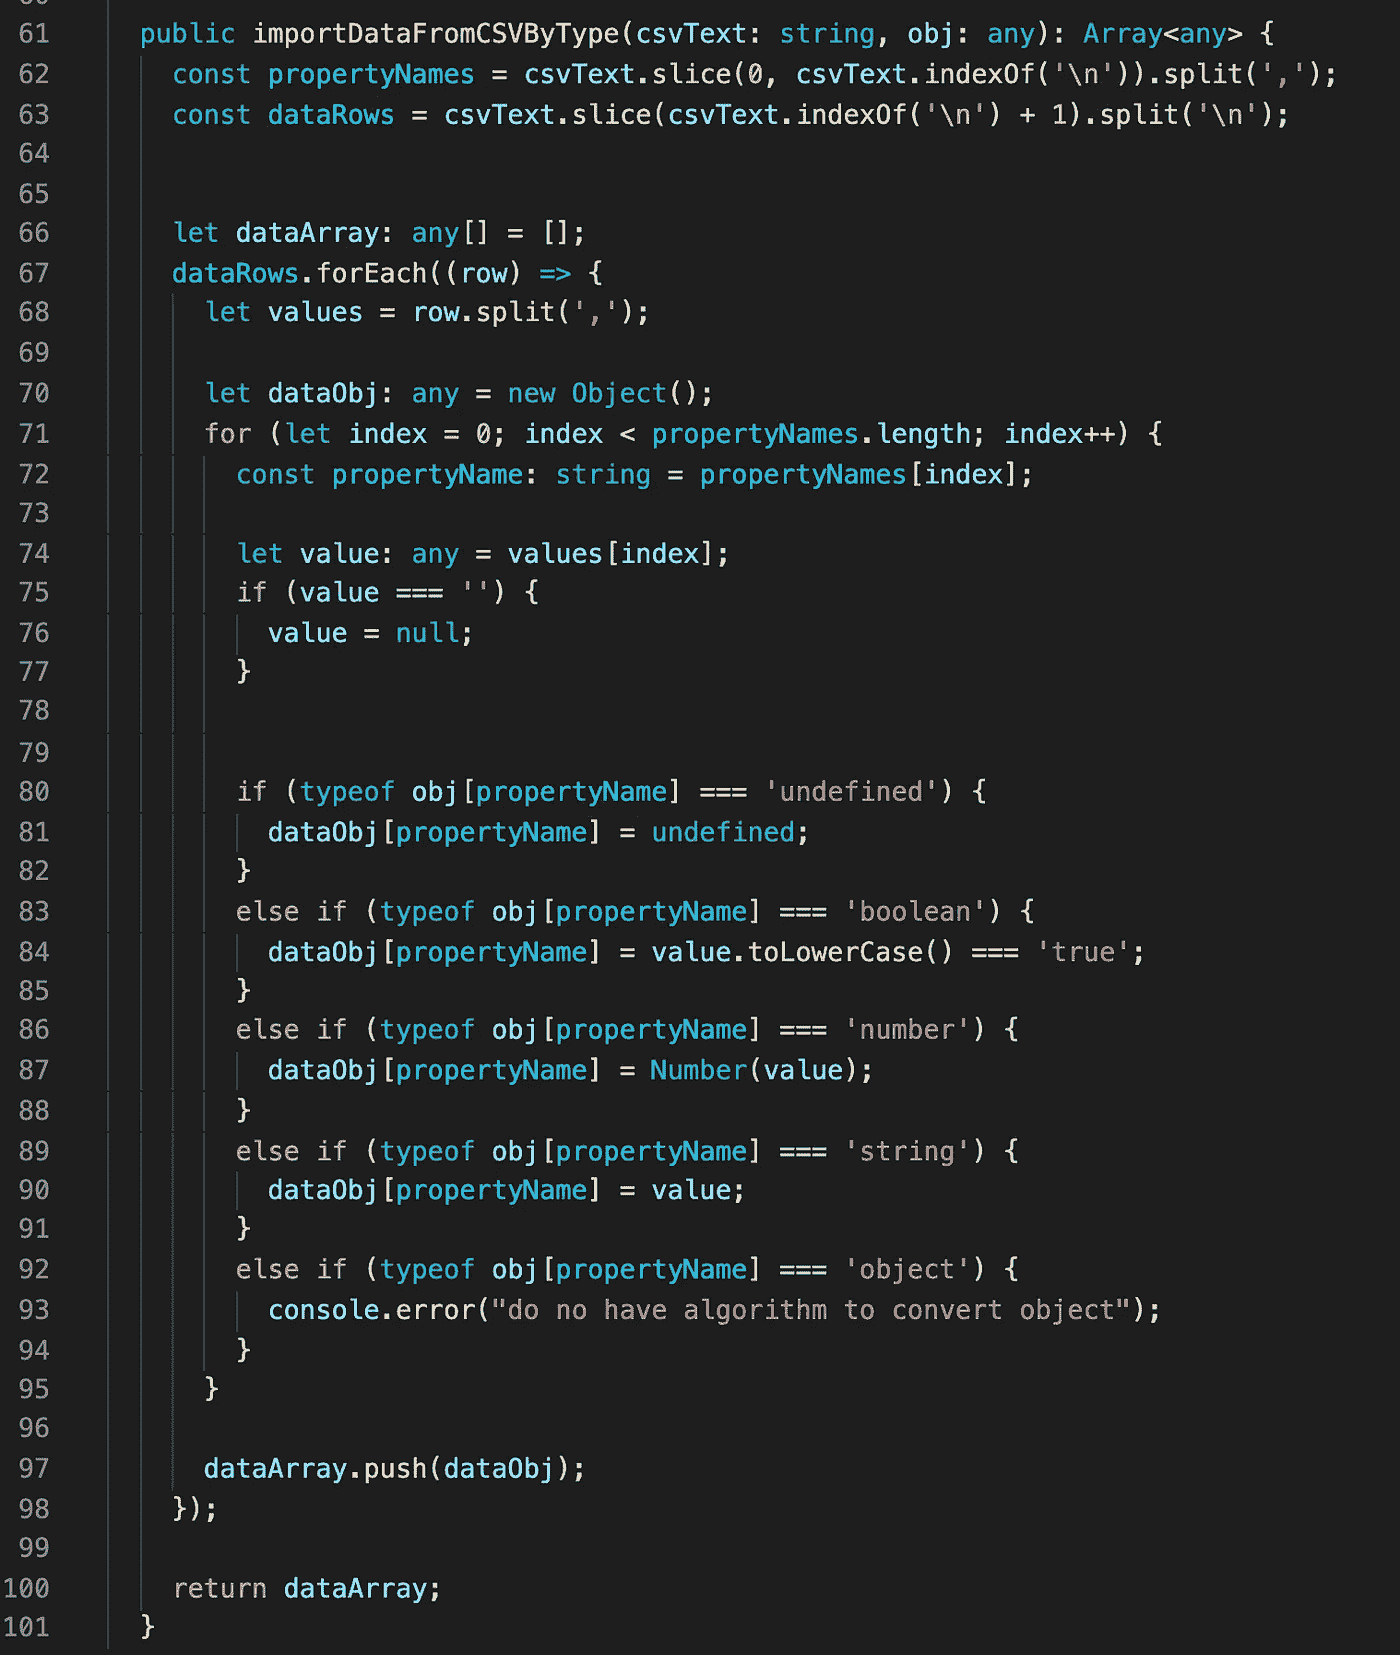 61 public importDataFromCSVByType(csvText: string, obj: any): Array<any> {
62 const propertyNames = csvText.slice(0, csvText.indexOf('\n')).split(',');
63 const dataRows = csvText.slice(csvText.indexOf('\n') + 1).split('\n');
64
65
66 let dataArray: any[] = [];
67 dataRows.forEach((row) => {
68 let values = row.split(',');
69
70 let dataObj: any = new Object();
71 for (let index = 0; index < propertyNames.length; index++) {
72 const propertyName: string = propertyNames[index];
73
74 let value: any = values[index];
75 if (value === '') {
76 value = null;
77 }
78
79
80 if (typeof obj[propertyName] === 'undefined') {
81 dataObj[propertyName] = undefined;
82 }
83 else if (typeof obj[propertyName] === 'boolean') {
84 dataObj[propertyName] = value.toLowerCase() === 'true';
85 }
86 else if (typeof obj[propertyName] === 'number') {
87 dataObj[propertyName] = Number(value);
88 }
89 else if (typeof obj[propertyName] === 'string') {
90 dataObj[propertyName] = value;
91 }
92 else if (typeof obj[propertyName] === 'object') {
93 console.error("do no have algorithm to convert object");
94 }
95 }
96
97 dataArray.push(dataObj);
98 });
99
100 return dataArray;
101 }